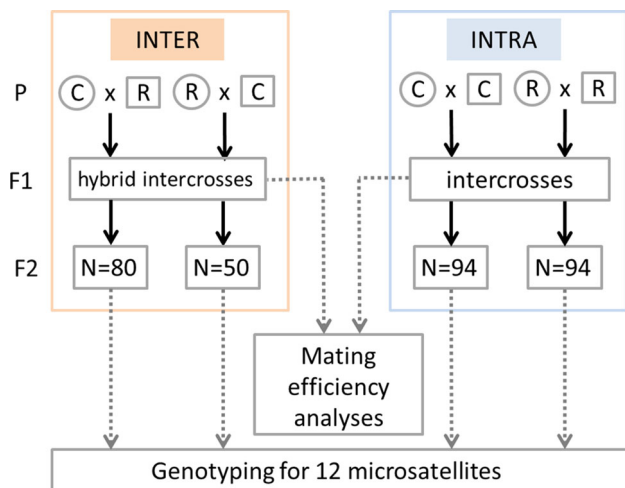 INTER
INTRA
P
C x R
R x C
C x C
R x R
F1
hybrid intercrosses
intercrosses
F2
N=80
N=50
N=94
N=94
Mating
efficiency
analyses
Genotyping for 12 microsatellites